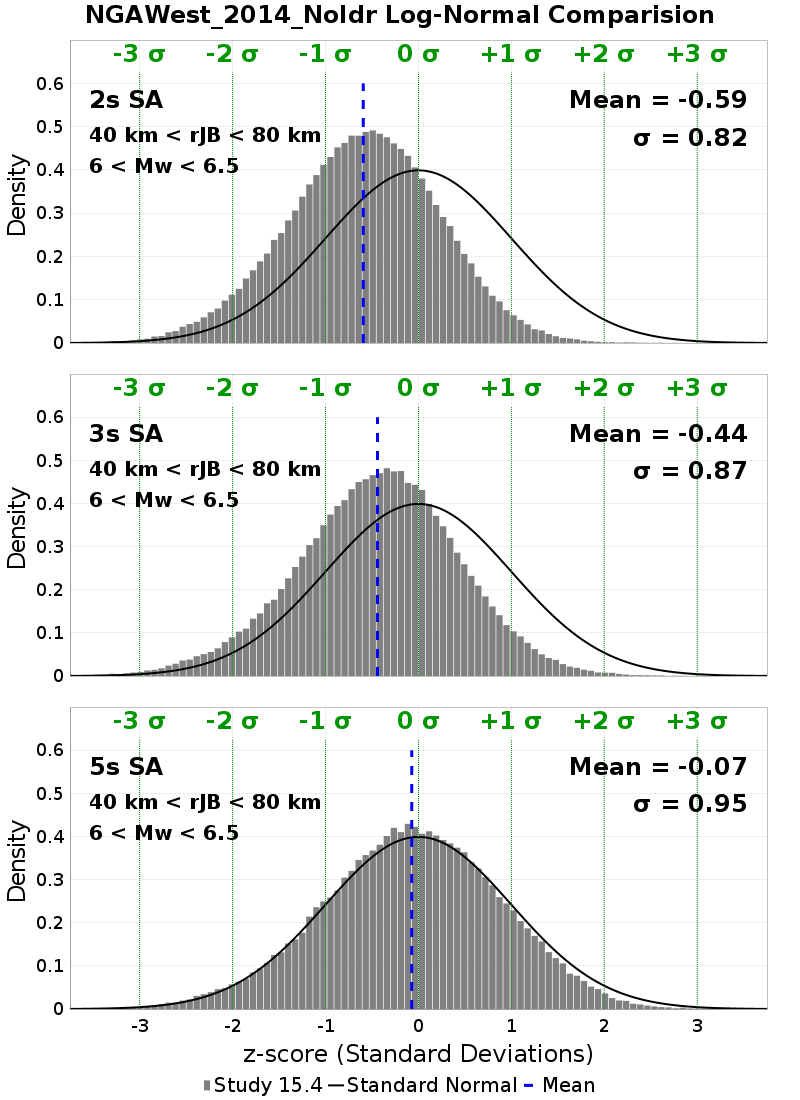 NGAWest_2014_NoIdr Log-Normal Comparision
-3 σ -2 σ -1 σ 0 σ +1 σ +2 σ +3 σ
0.6
2s SA
Mean = -0.59
0.5
40 km < rJB < 80 km
σ = 0.82
0.4
6 < Mw < 6.5
0.3
0.2
0.1
0
Density
-3 σ -2 σ -1 σ 0 σ +1 σ +2 σ +3 σ
0.6
3s SA
Mean = -0.44
0.5
40 km < rJB < 80 km
σ = 0.87
0.4
6 < Mw < 6.5
0.3
0.2
0.1
0
Density
-3 σ -2 σ -1 σ 0 σ +1 σ +2 σ +3 σ
0.6
5s SA
Mean = -0.07
0.5
40 km < rJB < 80 km
σ = 0.95
0.4
6 < Mw < 6.5
0.3
0.2
0.1
0
Density
-3 -2 -1 0 1 2 3
z-score (Standard Deviations)
Study 15.4 Standard Normal Mean